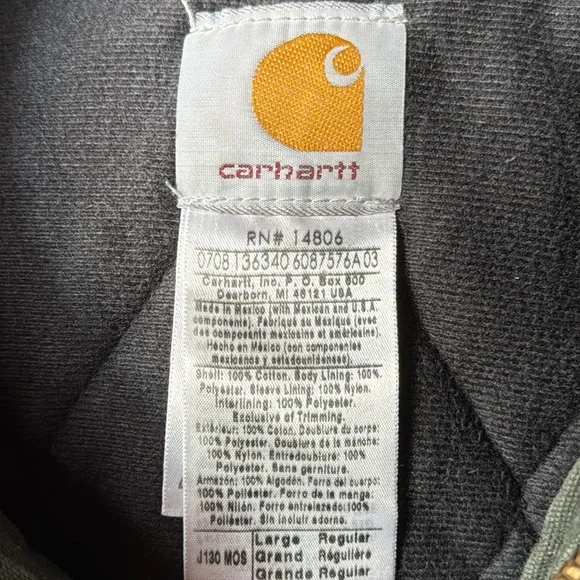 carhartt
RN# 14806
0708136340 6087576A03
Carhartt, Inc. P.O. Box 600
Dearborn, MI 48121 USA
Made in Mexico (with Mexican and U.S.A.
components). Fabriqué au Mexique (avec
des composants mexicains et américains).
Hecho en México (con componentes
mexicanos y estadounidenses).
Shell: 100% Cotton. Body Lining: 100%
Polyester. Sleeve Lining: 100% Nylon.
Interlining: 100% Polyester.
Exclusive of Trimming.
Extérieur: 100% Coton. Doublure du corps:
100% Polyester. Doublure de la manche:
100% Nylon. Entredoublure: 100%
Polyester. Sans garniture.
Armazón: 100% Algodón. Forro del cuerpo:
100% Poliéster. Forro de la manga:
100% Nilón. Forro entrelazado:100%
Poliéster. Sin incluir adorno.
Large Regular
J130 MOS Grand Régulière
Grande Regular